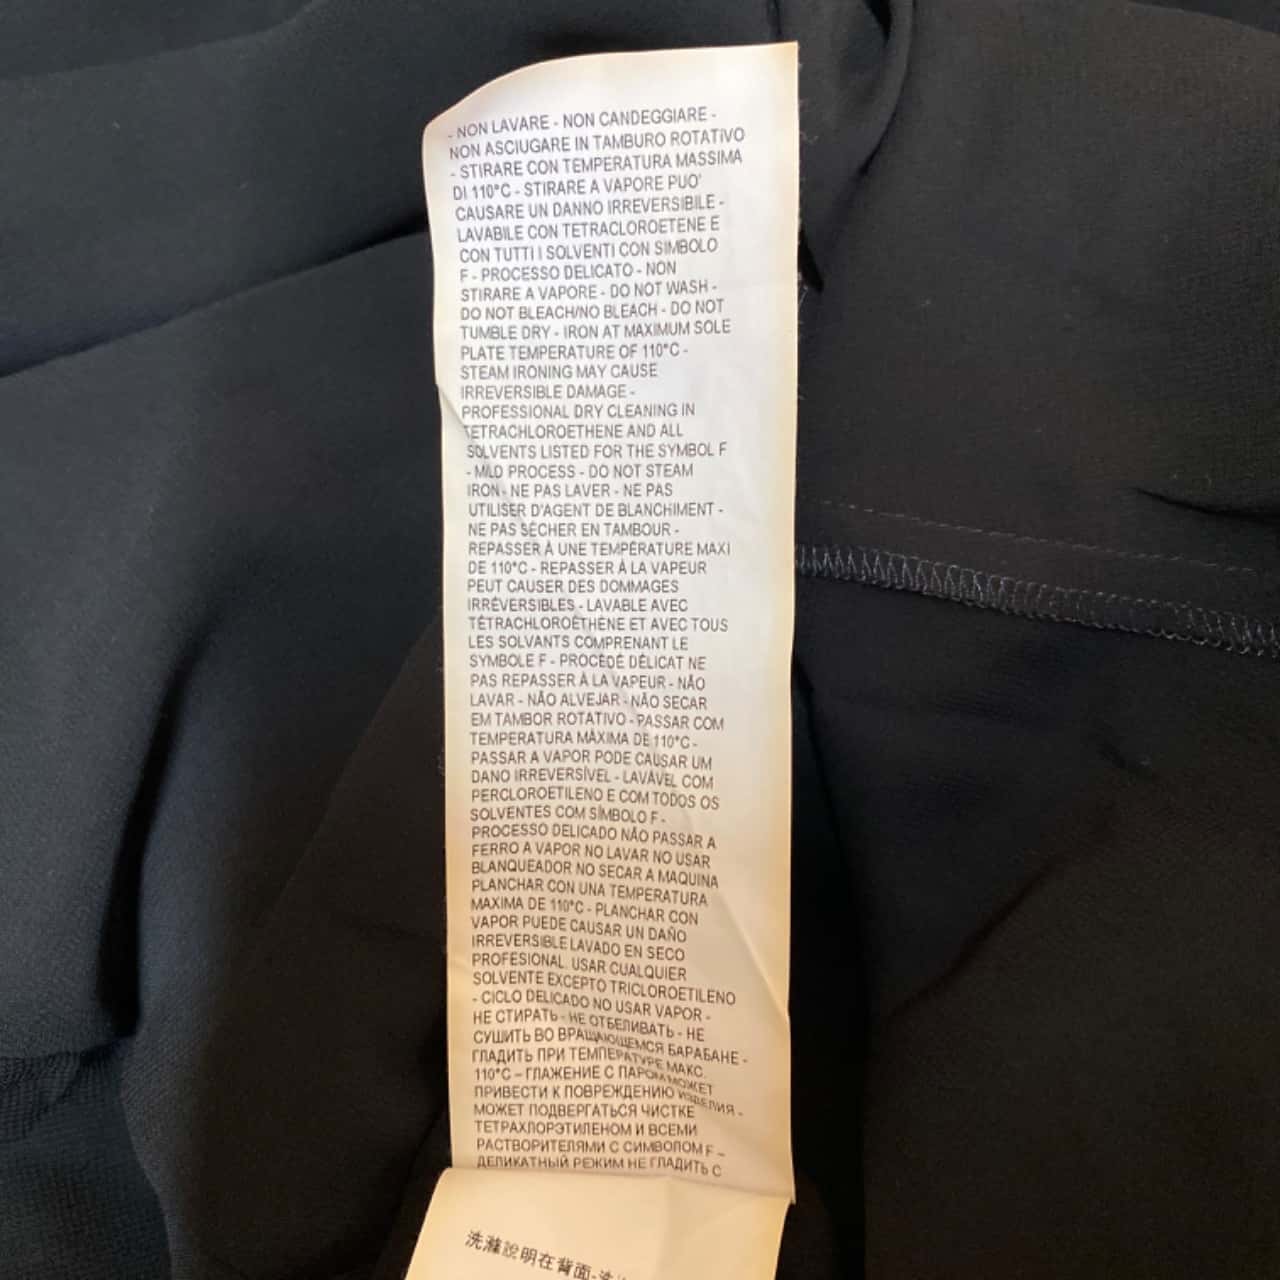 - NON LAVARE - NON CANDEGGIARE -
NON ASCIUGARE IN TAMBURO ROTATIVO
- STIRARE CON TEMPERATURA MASSIMA
DI 110°C - STIRARE A VAPORE PUO'
CAUSARE UN DANNO IRREVERSIBILE -
LAVABILE CON TETRACLOROETENE E
CON TUTTI I SOLVENTI CON SIMBOLO
F - PROCESSO DELICATO - NON
STIRARE A VAPORE - DO NOT WASH -
DO NOT BLEACH/NO BLEACH - DO NOT
TUMBLE DRY - IRON AT MAXIMUM SOLE
PLATE TEMPERATURE OF 110°C -
STEAM IRONING MAY CAUSE
IRREVERSIBLE DAMAGE -
PROFESSIONAL DRY CLEANING IN
TETRACHLOROETHENE AND ALL
SOLVENTS LISTED FOR THE SYMBOL F
- MILD PROCESS - DO NOT STEAM
IRON - NE PAS LAVER - NE PAS
UTILISER D'AGENT DE BLANCHIMENT -
NE PAS SÉCHER EN TAMBOUR -
REPASSER À UNE TEMPÉRATURE MAXI
DE 110°C - REPASSER À LA VAPEUR
PEUT CAUSER DES DOMMAGES
IRRÉVERSIBLES - LAVABLE AVEC
TÉTRACHLOROÉTHÈNE ET AVEC TOUS
LES SOLVANTS COMPRENANT LE
SYMBOLE F - PROCÉDÉ DÉLICAT NE
PAS REPASSER À LA VAPEUR - NÃO
LAVAR - NÃO ALVEJAR - NÃO SECAR
EM TAMBOR ROTATIVO - PASSAR COM
TEMPERATURA MÁXIMA DE 110°C -
PASSAR A VAPOR PODE CAUSAR UM
DANO IRREVERSÍVEL - LAVÁVEL COM
PERCLOROETILENO E COM TODOS OS
SOLVENTES COM SÍMBOLO F -
PROCESSO DELICADO NÃO PASSAR A
FERRO A VAPOR NO LAVAR NO USAR
BLANQUEADOR NO SECAR A MAQUINA
PLANCHAR CON UNA TEMPERATURA
MAXIMA DE 110°C - PLANCHAR CON
VAPOR PUEDE CAUSAR UN DAÑO
IRREVERSIBLE LAVADO EN SECO
PROFESIONAL. USAR CUALQUIER
SOLVENTE EXCEPTO TRICLOROETILENO
- CICLO DELICADO NO USAR VAPOR -
НЕ СТИРАТЬ - НЕ ОТБЕЛИВАТЬ - НЕ
СУШИТЬ ВО ВРАЩАЮЩЕМСЯ БАРАБАНЕ -
ГЛАДИТЬ ПРИ ТЕМПЕРАТУРЕ МАКС.
110°C – ГЛАЖЕНИЕ С ПАРОМ МОЖЕТ
ПРИВЕСТИ К ПОВРЕЖДЕНИЮ ИЗДЕЛИЯ -
МОЖЕТ ПОДВЕРГАТЬСЯ ЧИСТКЕ
ТЕТРАХЛОРЭТИЛЕНОМ И ВСЕМИ
РАСТВОРИТЕЛЯМИ С СИМВОЛОМ F –
ДЕЛИКАТНЫЙ РЕЖИМ НЕ ГЛАДИТЬ С
洗滌說明在背面-洗